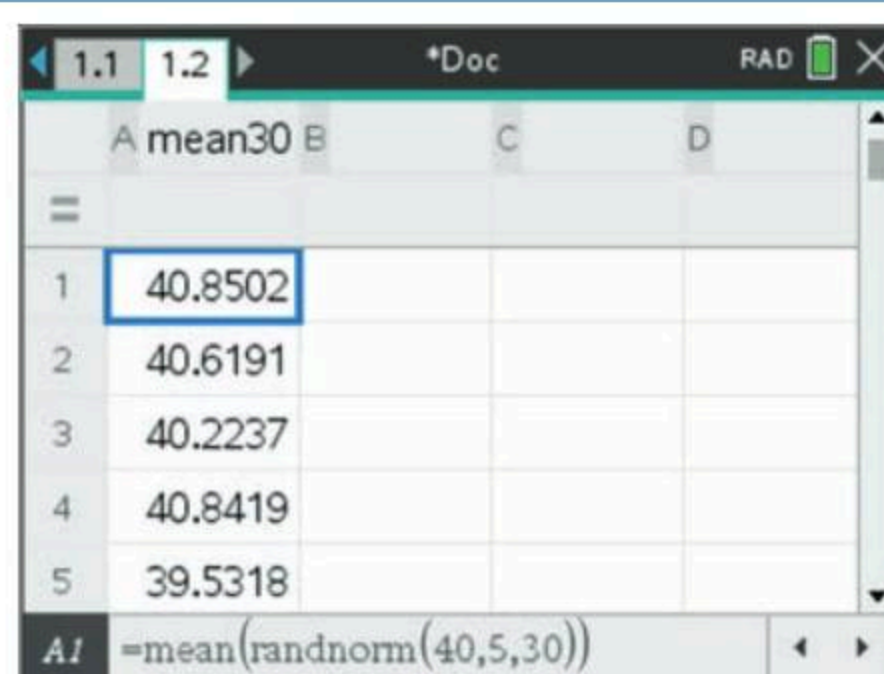 1.1 1.2 *Doc RAD
A mean30 B C D
=
1 40.8502
2 40.6191
3 40.2237
4 40.8419
5 39.5318
A1 =mean(randnorm(40,5,30))